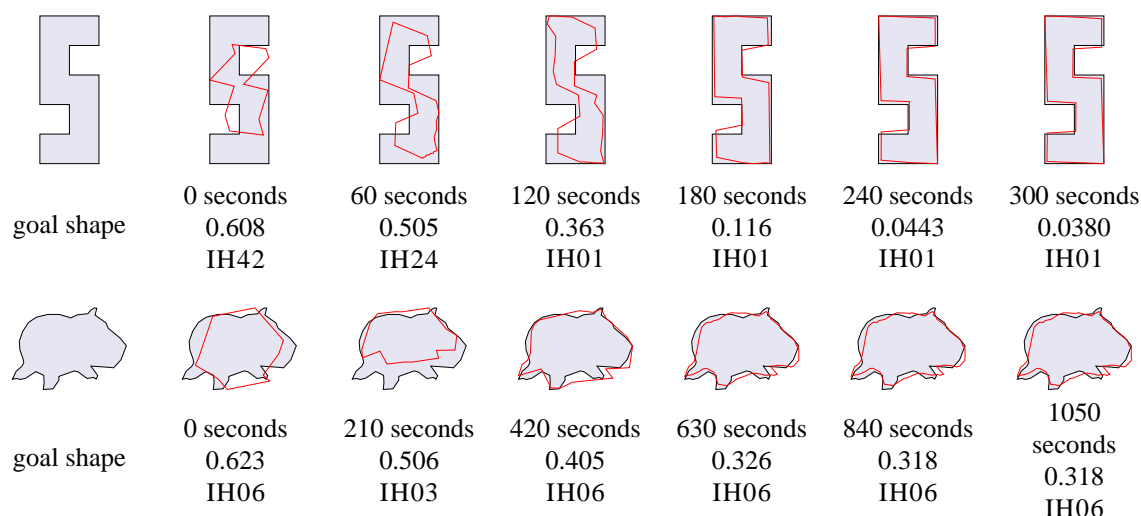 goal shape
0 seconds
0.608
IH42
60 seconds
0.505
IH24
120 seconds
0.363
IH01
180 seconds
0.116
IH01
240 seconds
0.0443
IH01
300 seconds
0.0380
IH01
goal shape
0 seconds
0.623
IH06
210 seconds
0.506
IH03
420 seconds
0.405
IH06
630 seconds
0.326
IH06
840 seconds
0.318
IH06
1050
seconds
0.318
IH06